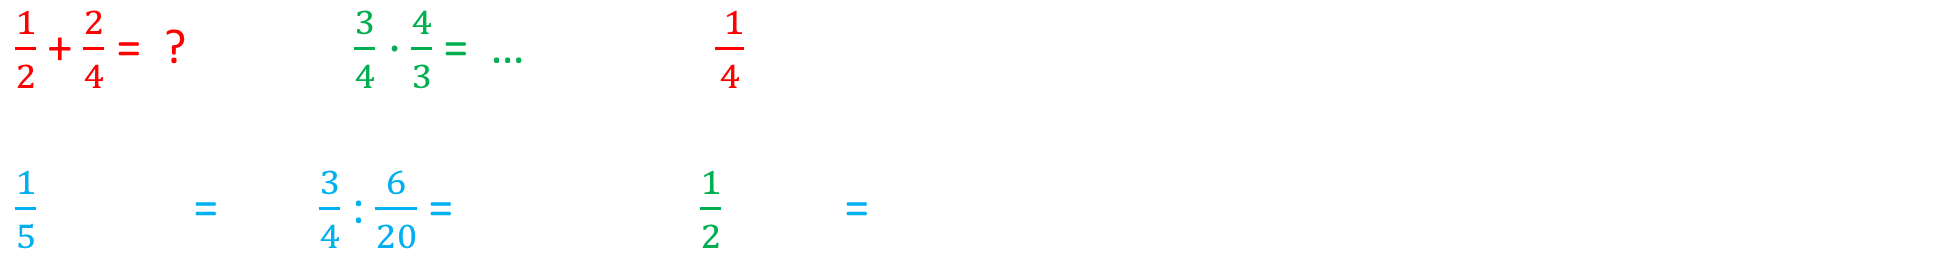 1/2 + 2/4 = ? 3/4 · 4/3 = ... 1/4
1/5 = 3/4 : 6/20 = 1/2 =